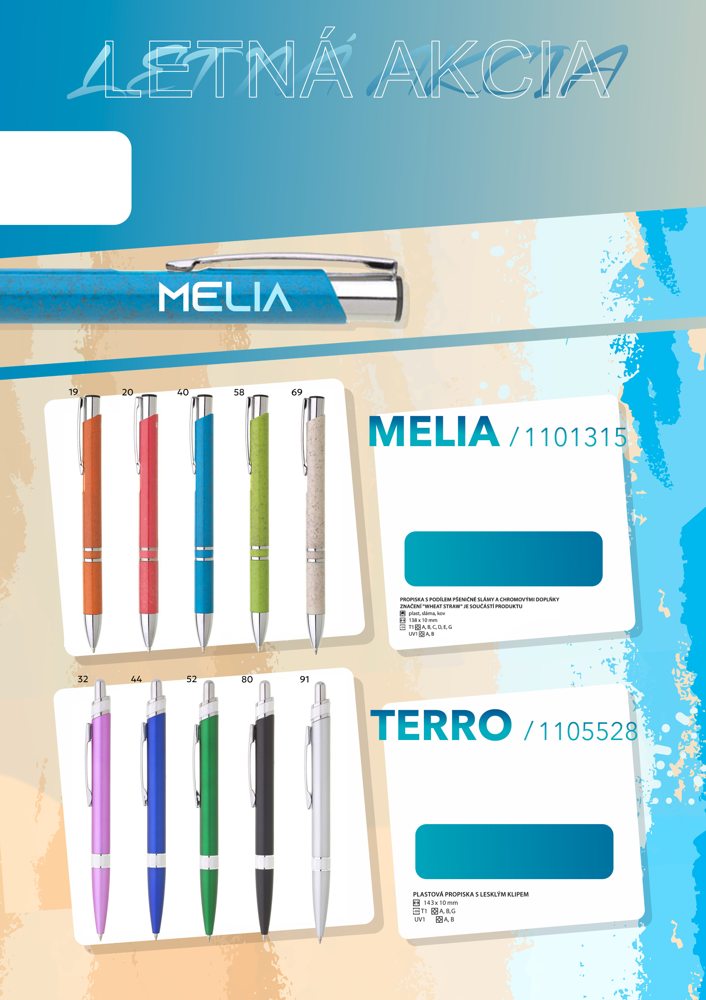 LETNÁ AKCIA
MELIA
19 20 40 58 69
MELIA / 1101315
PROPISKA S PODÍLEM PŠENIČNÉ SLÁMY A CHROMOVÝMI DOPLŇKY
ZNAČENÍ "WHEAT STRAW" JE SOUČÁSTÍ PRODUKTU
plast, sláma, kov
138 x 10 mm
LOG T1 A, B, C, D, E, G
UV1 A, B
32 44 52 80 91
TERRO / 1105528
PLASTOVÁ PROPISKA S LESKLÝM KLIPEM
143 x 10 mm
LOG T1 A, B,G
UV1 A, B